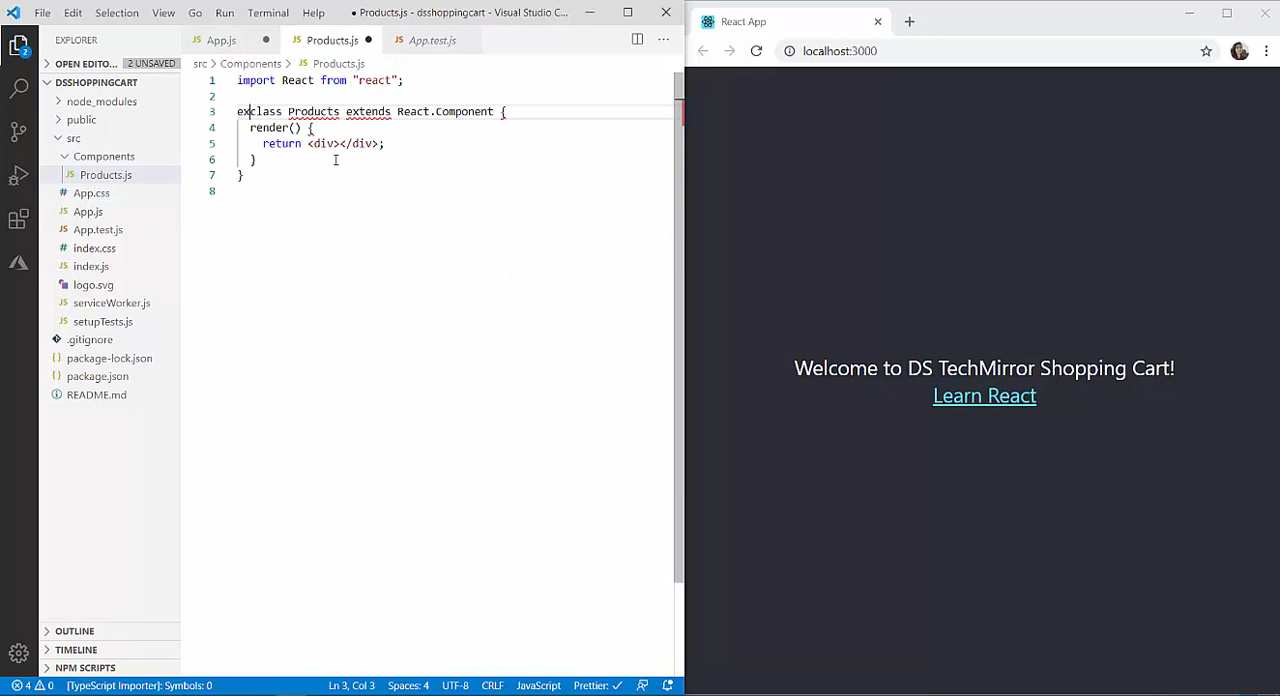 File Edit Selection View Go Run Terminal Help ● Products.js - dsshoppingcart - Visual Studio C...
React App
EXPLORER
App.js
Products.js
App.test.js
localhost:3000
OPEN EDITO... 2 UNSAVED
src > Components > Products.js
DSSHOPPINGCART
node_modules
public
src
Components
Products.js
App.css
App.js
App.test.js
index.css
index.js
logo.svg
serviceWorker.js
setupTests.js
.gitignore
package-lock.json
package.json
README.md
OUTLINE
TIMELINE
NPM SCRIPTS
2
1 import React from "react";
2
3 exclass Products extends React.Component {
4 render() {
5 return <div></div>;
6 }
7 }
8
Welcome to DS TechMirror Shopping Cart!
Learn React
4 0 [TypeScript Importer]: Symbols: 0 Ln 3, Col 3 Spaces: 4 UTF-8 CRLF JavaScript Prettier: ✓